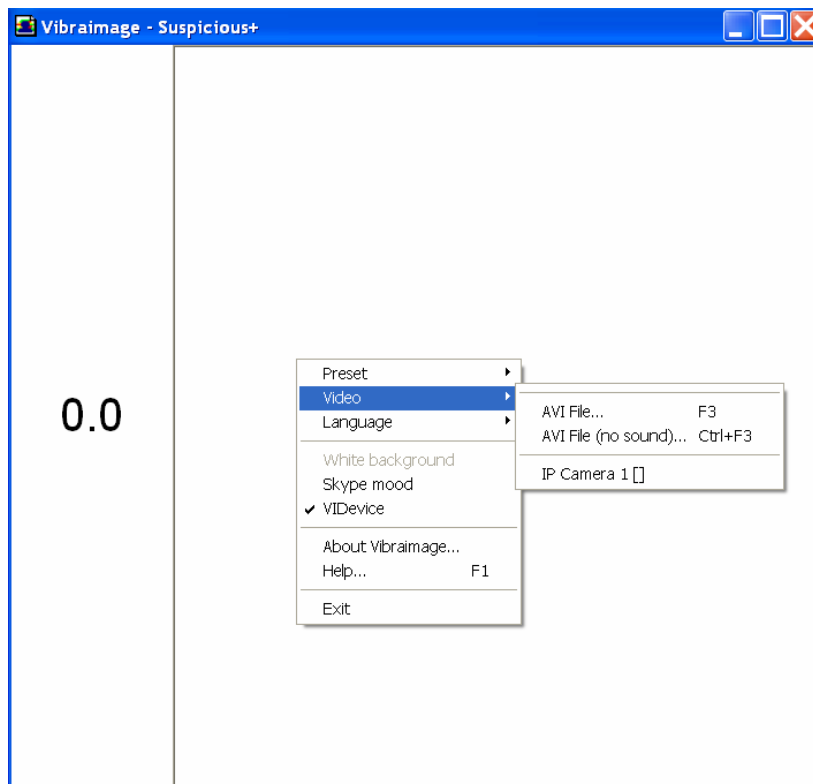 Vibraimage - Suspicious+
0.0
Preset
Video
Language
White background
Skype mood
✓ VIDevice
About Vibraimage...
Help... F1
Exit
AVI File... F3
AVI File (no sound)... Ctrl+F3
IP Camera 1 []